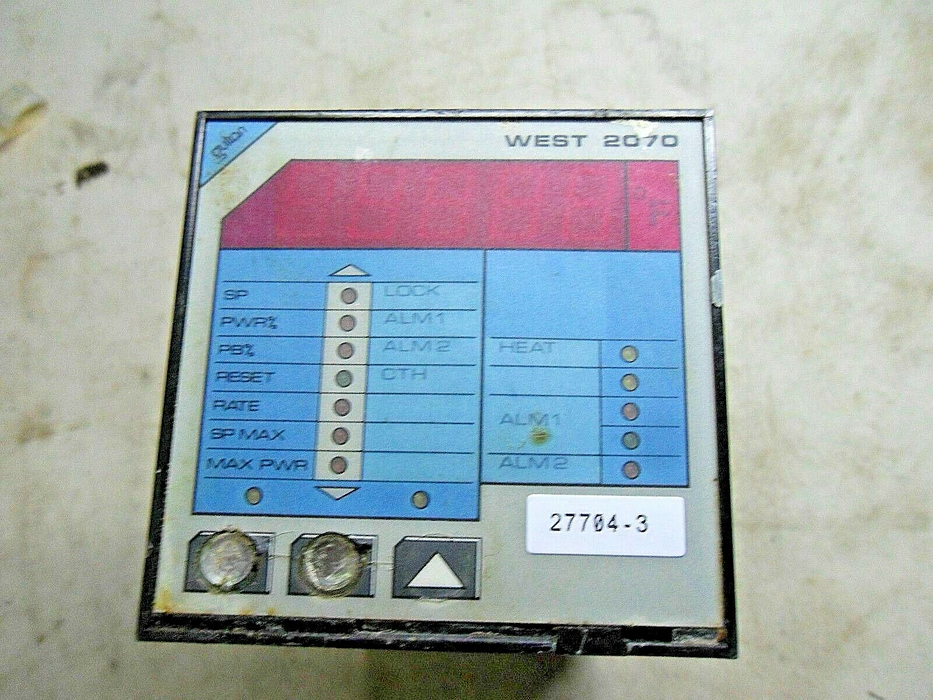 gulton
WEST 2070
°F
SP
LOCK
PWR%
ALM1
PB%
ALM2
RESET
CTH
RATE
SP MAX
MAX PWR
HEAT
ALM1
ALM2
27704-3